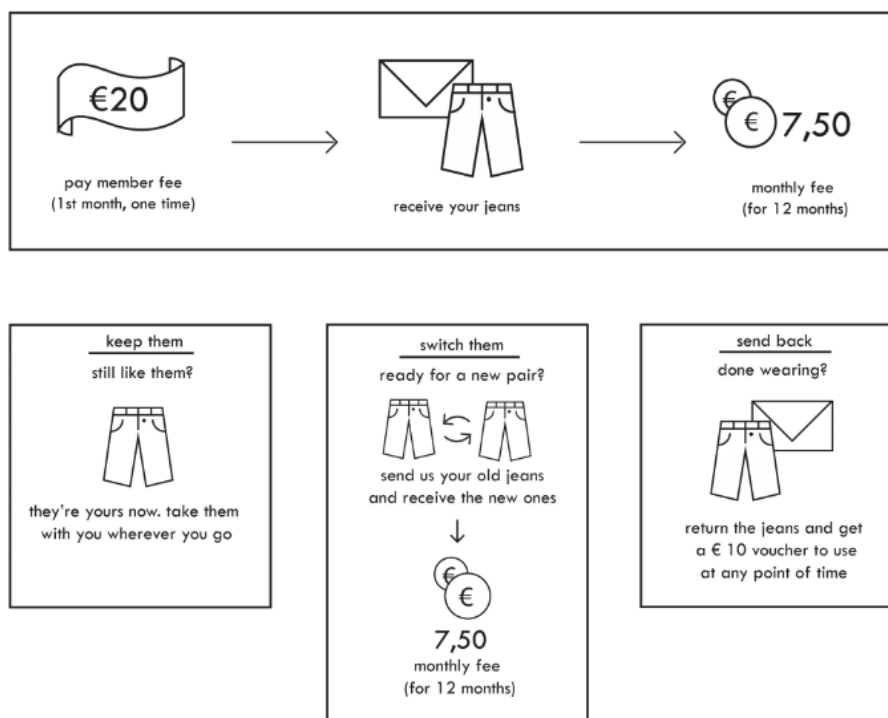 €20
pay member fee
(1st month, one time)
receive your jeans
€ € 7,50
monthly fee
(for 12 months)
keep them
still like them?
they're yours now. take them
with you wherever you go
switch them
ready for a new pair?
send us your old jeans
and receive the new ones
€ €
7,50
monthly fee
(for 12 months)
send back
done wearing?
return the jeans and get
a € 10 voucher to use
at any point of time